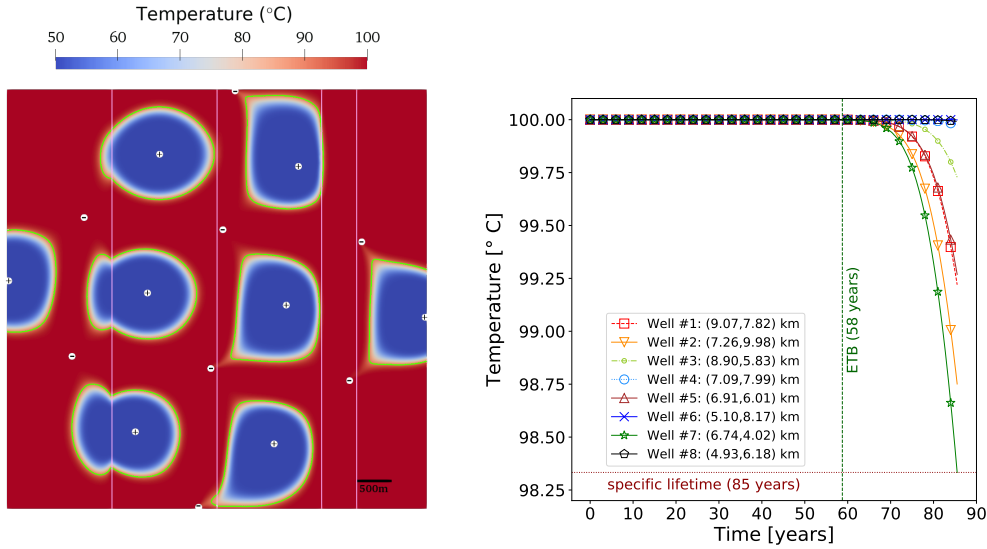 Temperature (°C)
50 60 70 80 90 100
500m
Temperature [° C]
100.00
99.75
99.50
99.25
99.00
98.75
98.50
98.25
ETB (58 years)
Well #1: (9.07,7.82) km
Well #2: (7.26,9.98) km
Well #3: (8.90,5.83) km
Well #4: (7.09,7.99) km
Well #5: (6.91,6.01) km
Well #6: (5.10,8.17) km
Well #7: (6.74,4.02) km
Well #8: (4.93,6.18) km
specific lifetime (85 years)
0 10 20 30 40 50 60 70 80 90
Time [years]